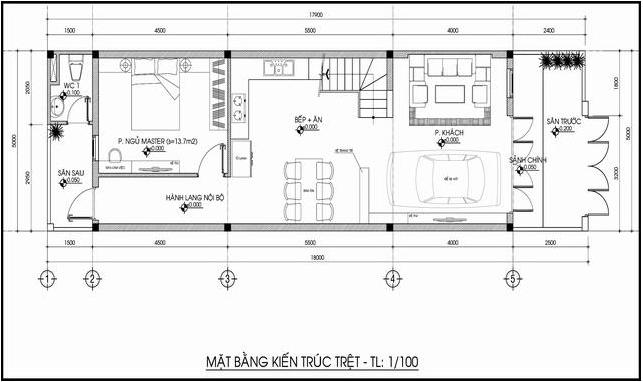 17900
1500 4500 5500 4000 2400
2050
2950
5000
WC 1
0.100
P. NGỦ MASTER (s=13.7m2)
±0.000
SÂN SAU
-0.050
HÀNH LANG NỘI BỘ
±0.000
BẾP + ĂN
±0.000
P. KHÁCH
±0.000
SẢNH CHÍNH
-0.050
SÂN TRƯỚC
-0.200
1800
3200
5000
1500 4500 5500 4000 2500
18000
1 2 3 4 5
MẶT BẰNG KIẾN TRÚC TRỆT - TL: 1/100